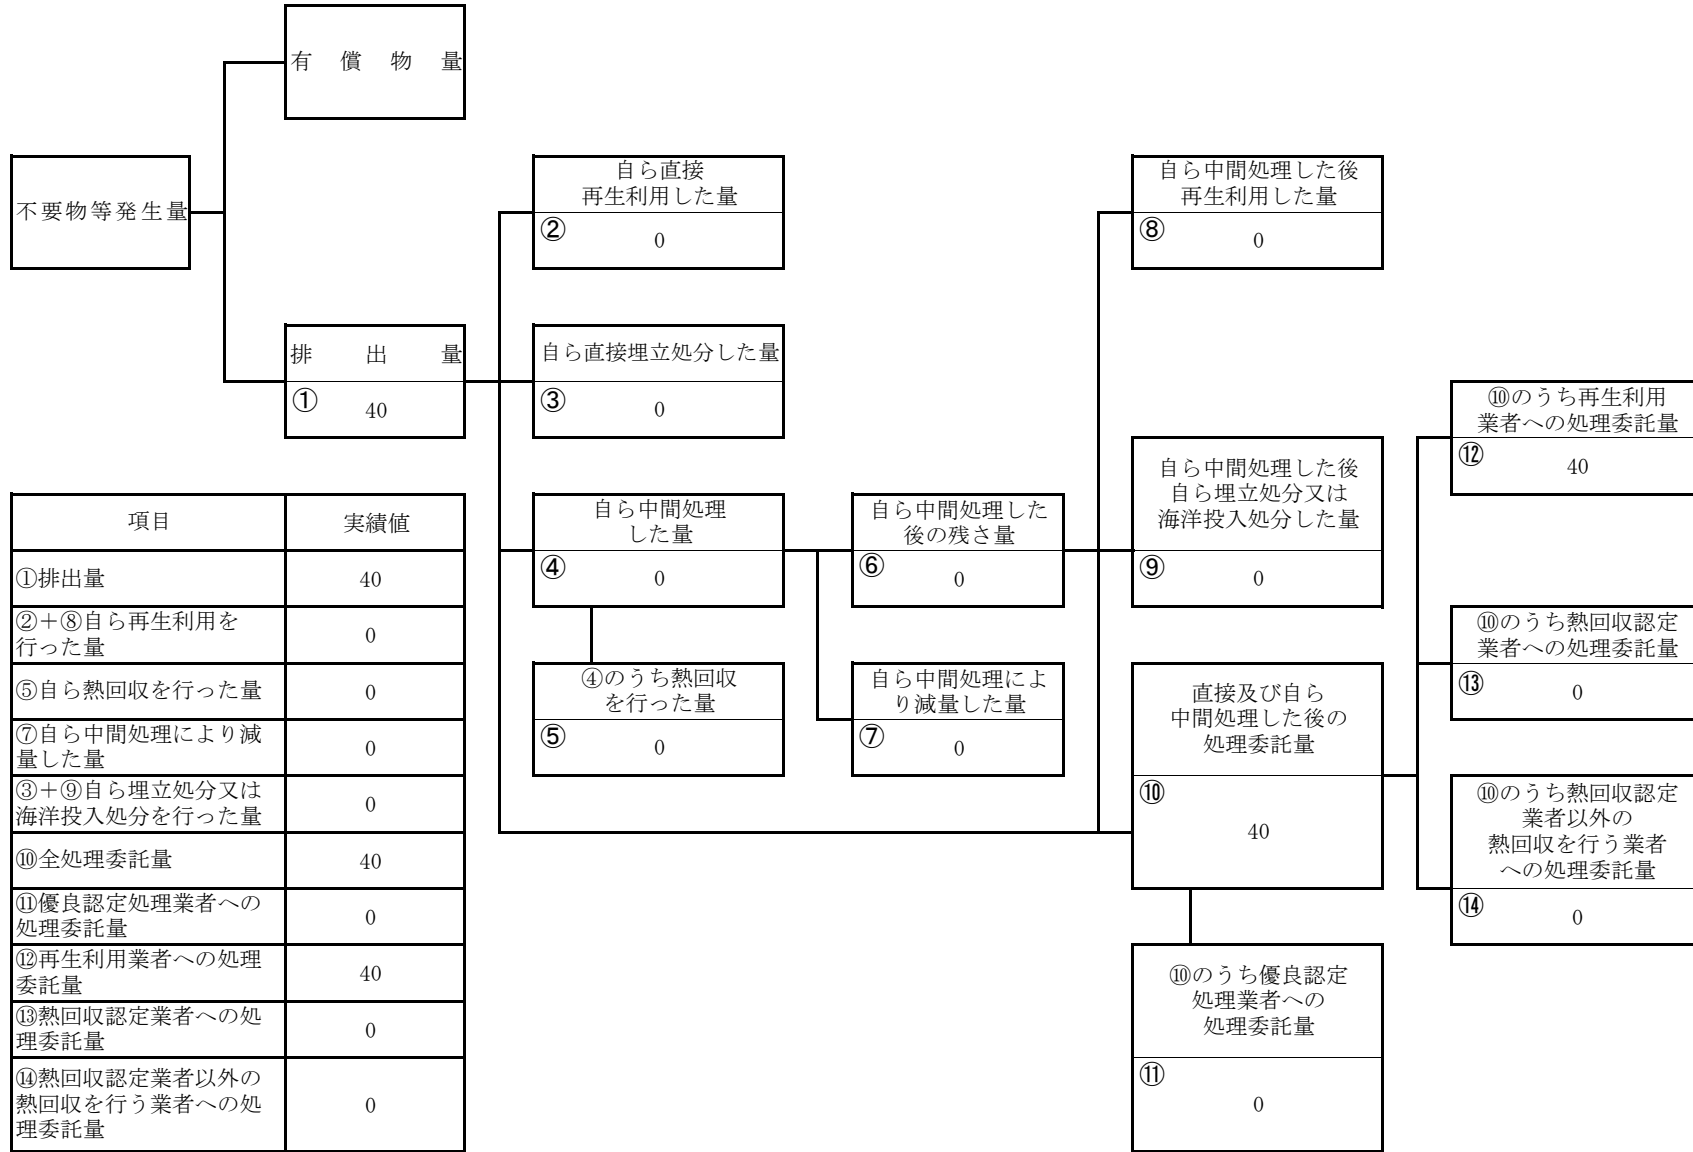 有償物量
不要物等発生量
排出量
①
40
自ら直接
再生利用した量
②
0
自ら直接埋立処分した量
③
0
自ら中間処理
した量
④
0
④のうち熱回収
を行った量
⑤
0
自ら中間処理した
後の残さ量
⑥
0
自ら中間処理によ
り減量した量
⑦
0
自ら中間処理した後
再生利用した量
⑧
0
自ら中間処理した後
自ら埋立処分又は
海洋投入処分した量
⑨
0
直接及び自ら
中間処理した後の
処理委託量
⑩
40
⑩のうち優良認定
処理業者への
処理委託量
⑪
0
⑩のうち再生利用
業者への処理委託量
⑫
40
⑩のうち熱回収認定
業者への処理委託量
⑬
0
⑩のうち熱回収認定
業者以外の
熱回収を行う業者
への処理委託量
⑭
0
項目 実績値
①排出量 40
②+⑧自ら再生利用を
行った量 0
⑤自ら熱回収を行った量 0
⑦自ら中間処理により減
量した量 0
③+⑨自ら埋立処分又は
海洋投入処分を行った量 0
⑩全処理委託量 40
⑪優良認定処理業者への
処理委託量 0
⑫再生利用業者への処理
委託量 40
⑬熱回収認定業者への処
理委託量 0
⑭熱回収認定業者以外の
熱回収を行う業者への処
理委託量 0